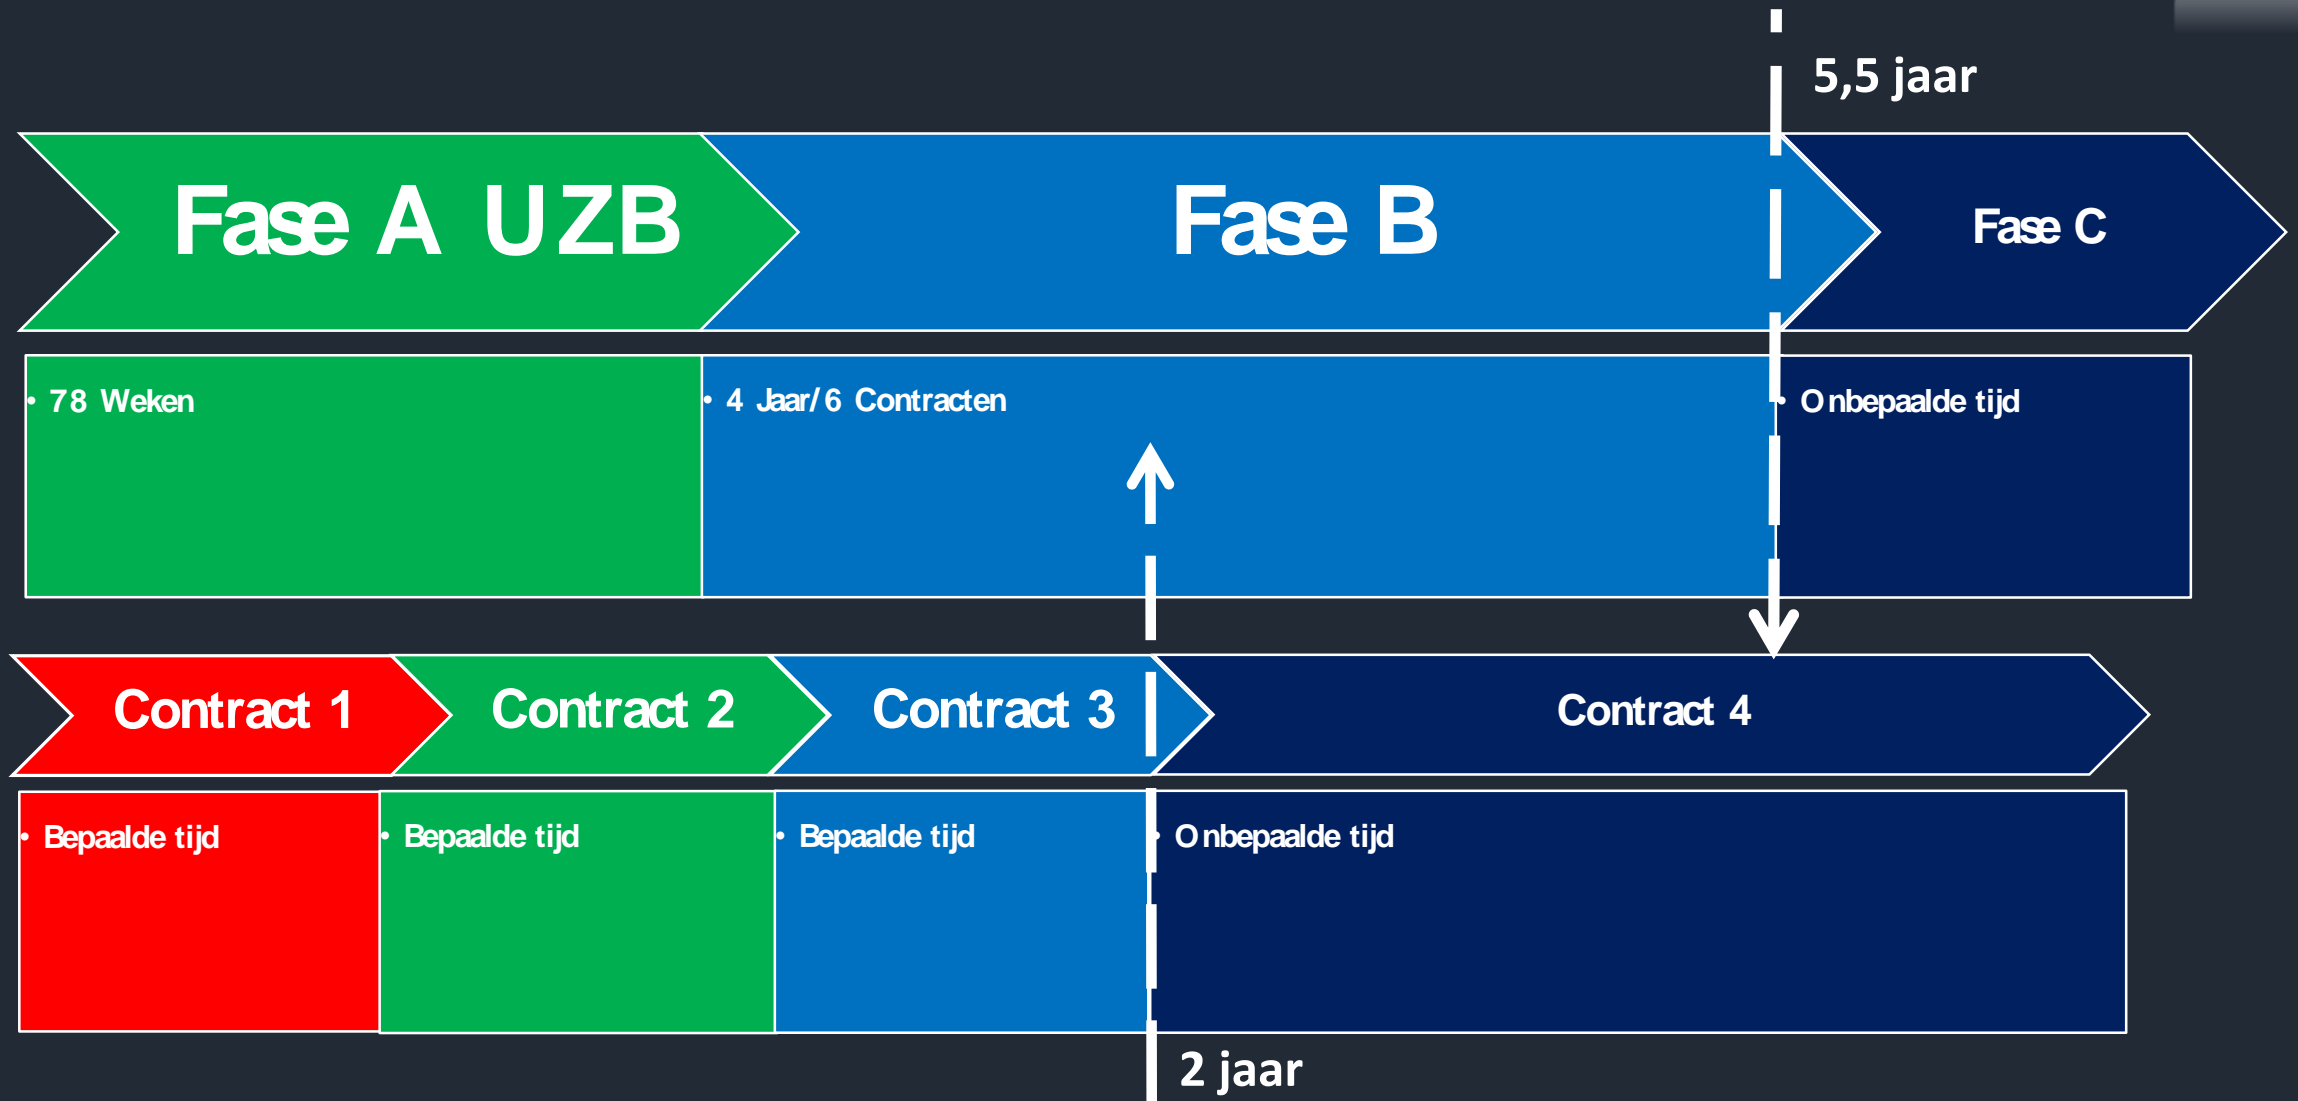 5,5 jaar
Fase A UZB
Fase B
Fase C
• 78 Weken
• 4 Jaar/6 Contracten
• Onbepaalde tijd
Contract 1
Contract 2
Contract 3
Contract 4
• Bepaalde tijd
• Bepaalde tijd
• Bepaalde tijd
• Onbepaalde tijd
2 jaar